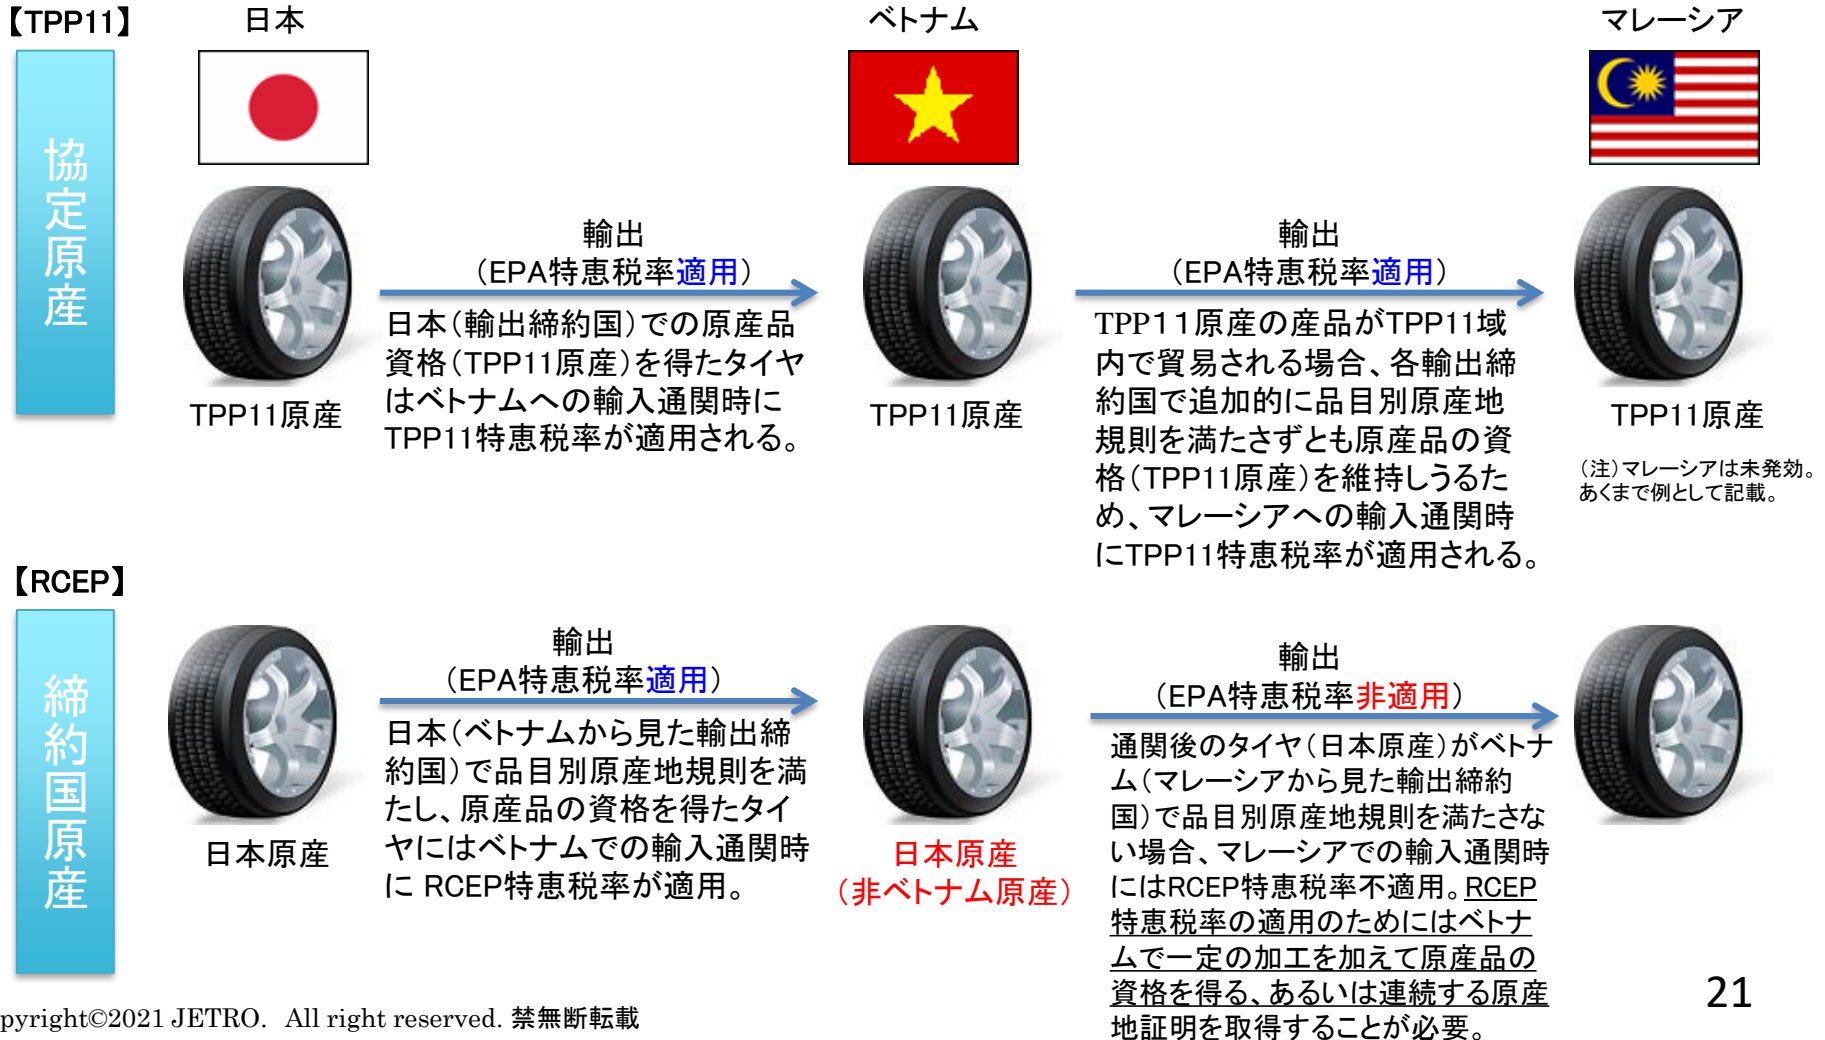 【TPP11】
日本
ベトナム
マレーシア
協定原産
輸出
（EPA特恵税率適用）
日本（輸出締約国）での原産品
資格（TPP11原産）を得たタイヤ
はベトナムへの輸入通関時に
TPP11特恵税率が適用される。
輸出
（EPA特恵税率適用）
TPP１１原産の産品がTPP11域
内で貿易される場合、各輸出締
約国で追加的に品目別原産地
規則を満たさずとも原産品の資
格（TPP11原産）を維持しうるた
め、マレーシアへの輸入通関時
にTPP11特恵税率が適用される。
TPP11原産
TPP11原産
TPP11原産
（注）マレーシアは未発効。
あくまで例として記載。
【RCEP】
締約国原産
輸出
（EPA特恵税率適用）
日本（ベトナムから見た輸出締
約国）で品目別原産地規則を満
たし、原産品の資格を得たタイ
ヤにはベトナムでの輸入通関時
に RCEP特恵税率が適用。
輸出
（EPA特恵税率非適用）
通関後のタイヤ（日本原産）がベトナ
ム（マレーシアから見た輸出締約
国）で品目別原産地規則を満たさな
い場合、マレーシアでの輸入通関時
にはRCEP特恵税率不適用。RCEP
特恵税率の適用のためにはベトナ
ムで一定の加工を加えて原産品の
資格を得る、あるいは連続する原産
地証明を取得することが必要。
日本原産
日本原産
（非ベトナム原産）
pyright©2021 JETRO. All right reserved. 禁無断転載
21